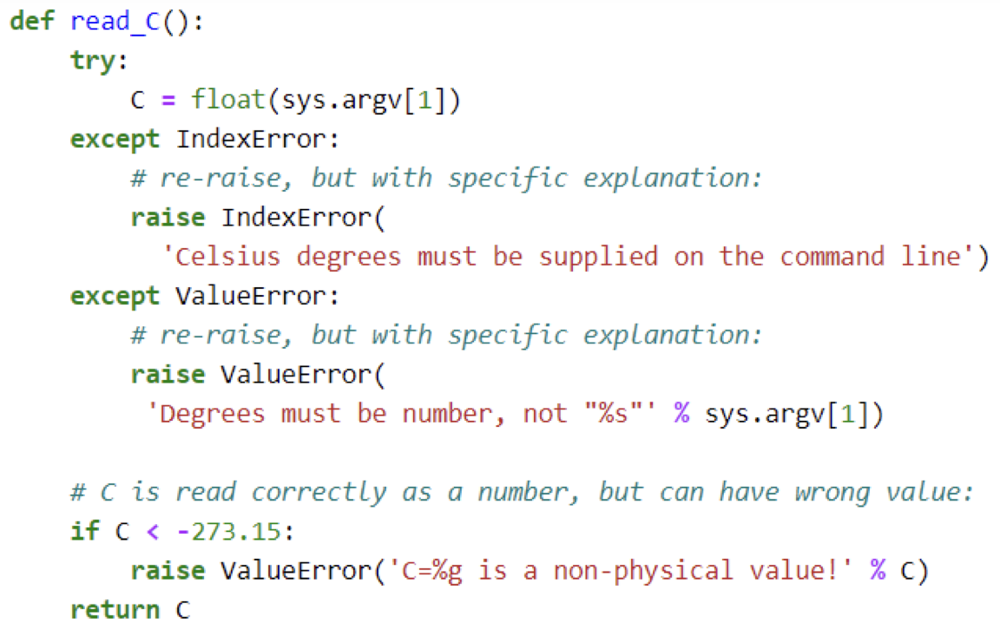 def read_C():
    try:
        C = float(sys.argv[1])
    except IndexError:
        # re-raise, but with specific explanation:
        raise IndexError(
          'Celsius degrees must be supplied on the command line')
    except ValueError:
        # re-raise, but with specific explanation:
        raise ValueError(
         'Degrees must be number, not "%s"' % sys.argv[1])

    # C is read correctly as a number, but can have wrong value:
    if C < -273.15:
        raise ValueError('C=%g is a non-physical value!' % C)
    return C